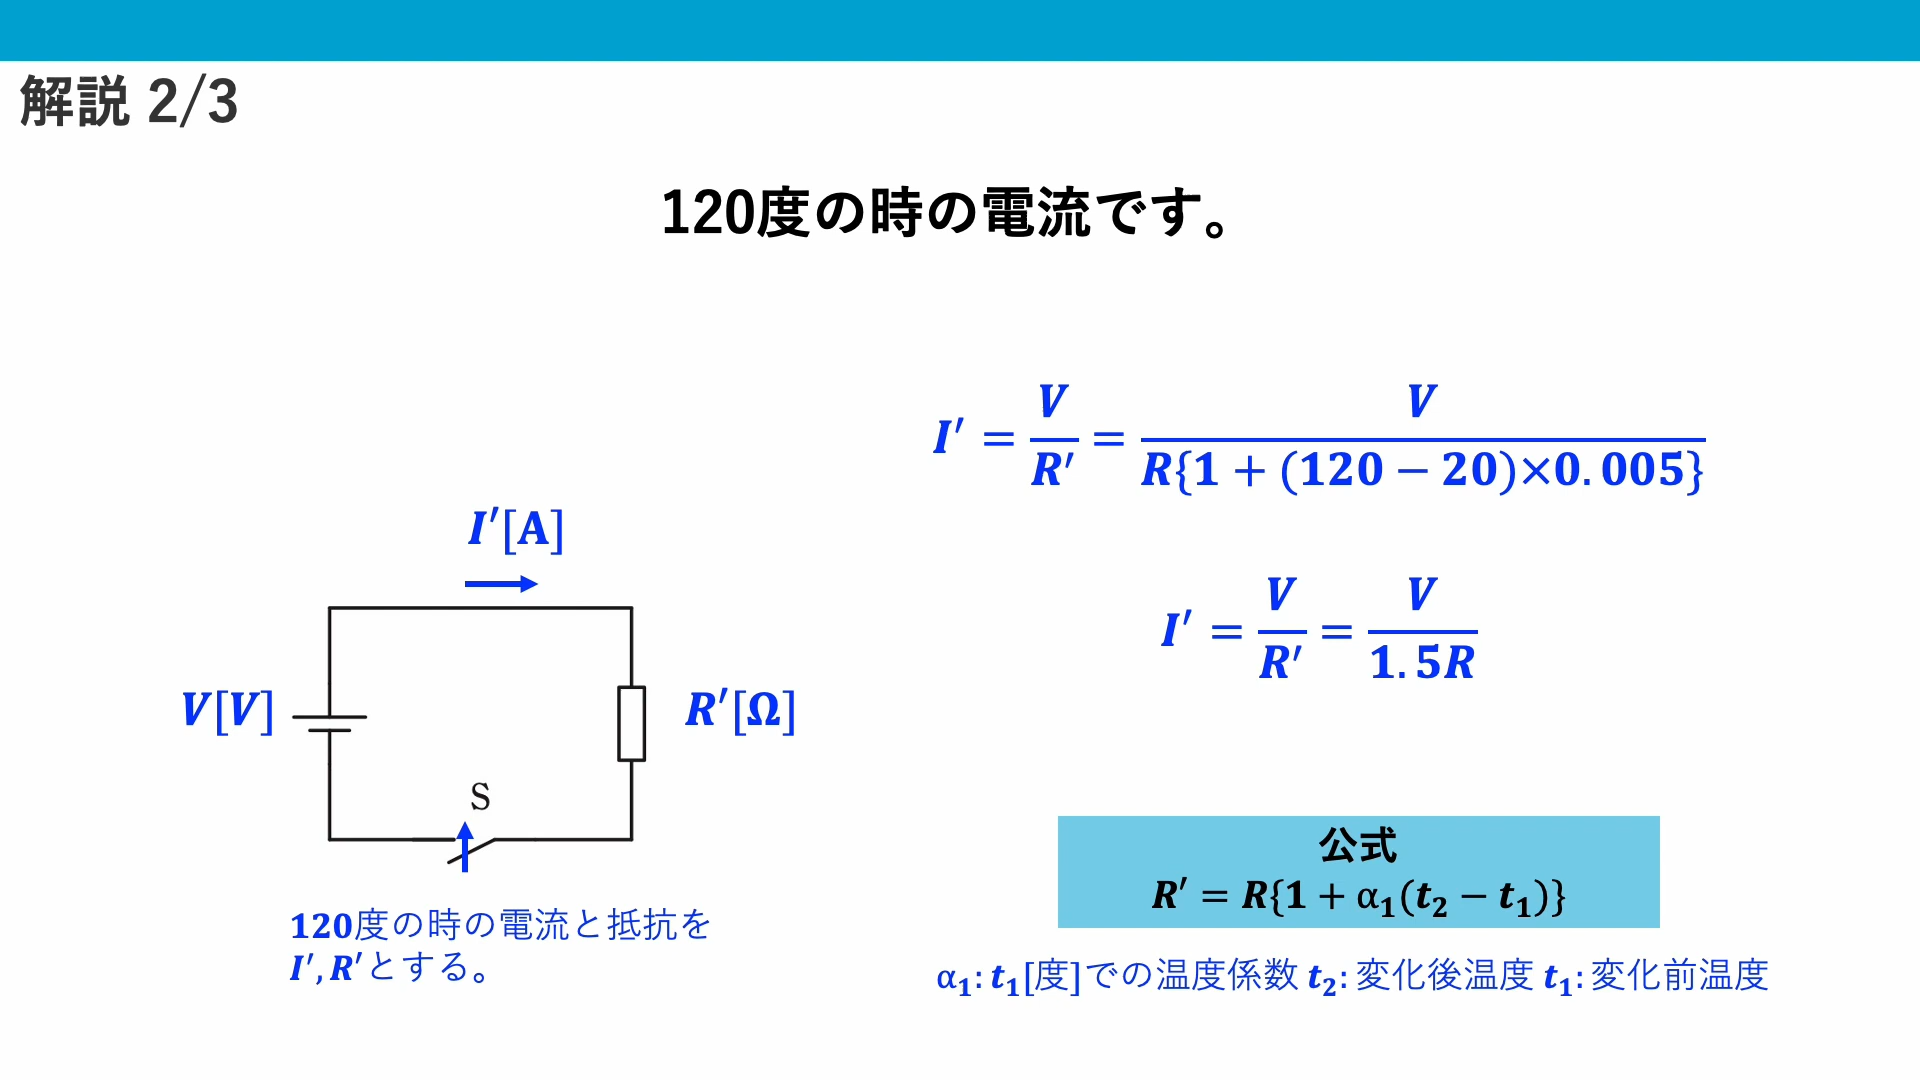 解説 2/3
120度の時の電流です。
I′ = V/R′ = V/R{1 + (120 − 20)×0.005}
I′ = V/R′ = V/1.5R
I′[A]
V[V]
R′[Ω]
S
120度の時の電流と抵抗を
I′,R′とする。
公式
R′ = R{1 + α₁(t₂ − t₁)}
α₁: t₁[度]での温度係数 t₂: 変化後温度 t₁: 変化前温度